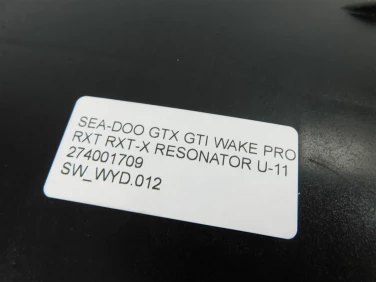 SEA-DOO GTX GTI WAKE PRO
RXT RXT-X RESONATOR U-11
274001709
SW_WYD.012